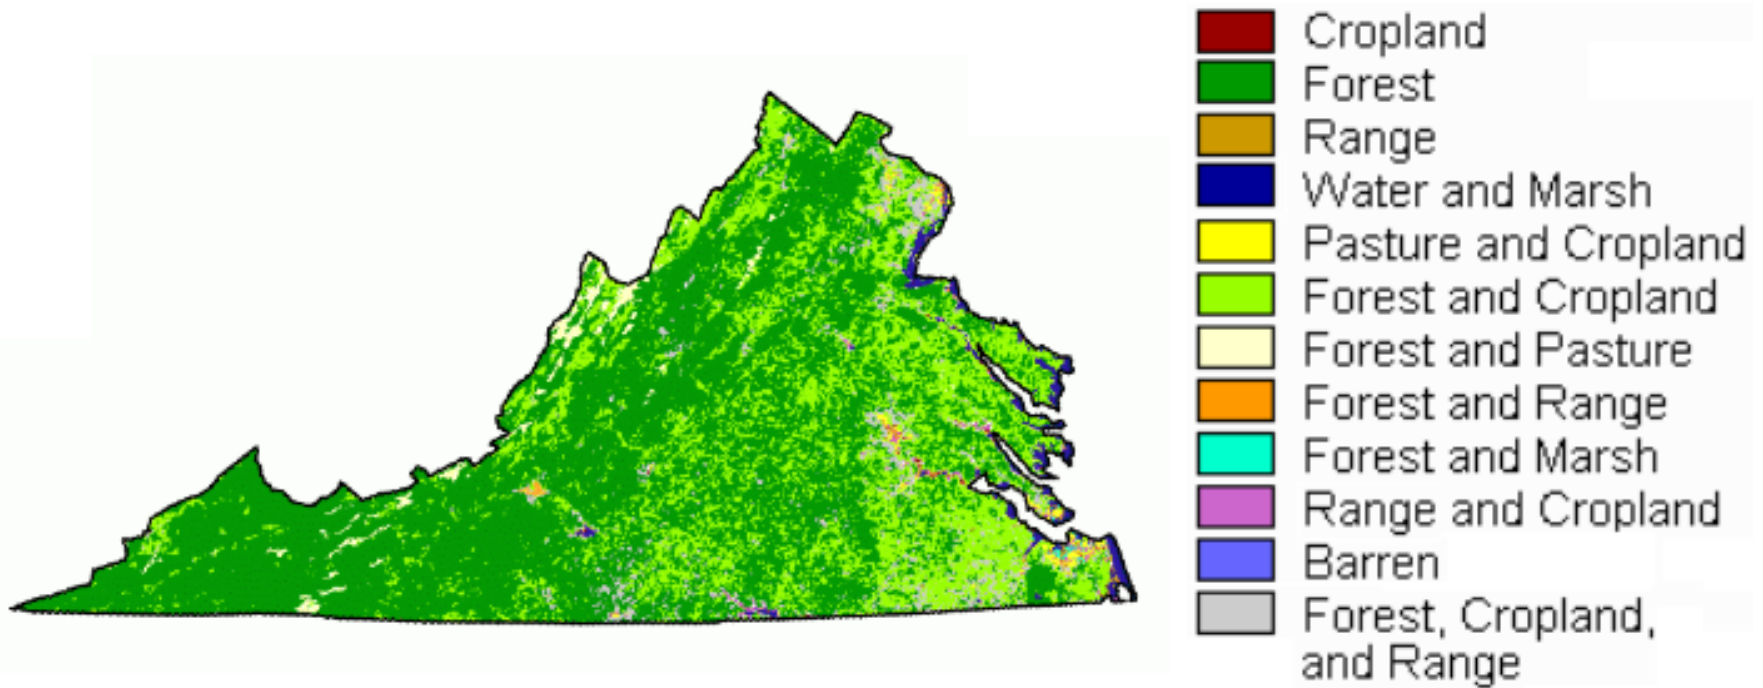 Cropland
Forest
Range
Water and Marsh
Pasture and Cropland
Forest and Cropland
Forest and Pasture
Forest and Range
Forest and Marsh
Range and Cropland
Barren
Forest, Cropland,
and Range